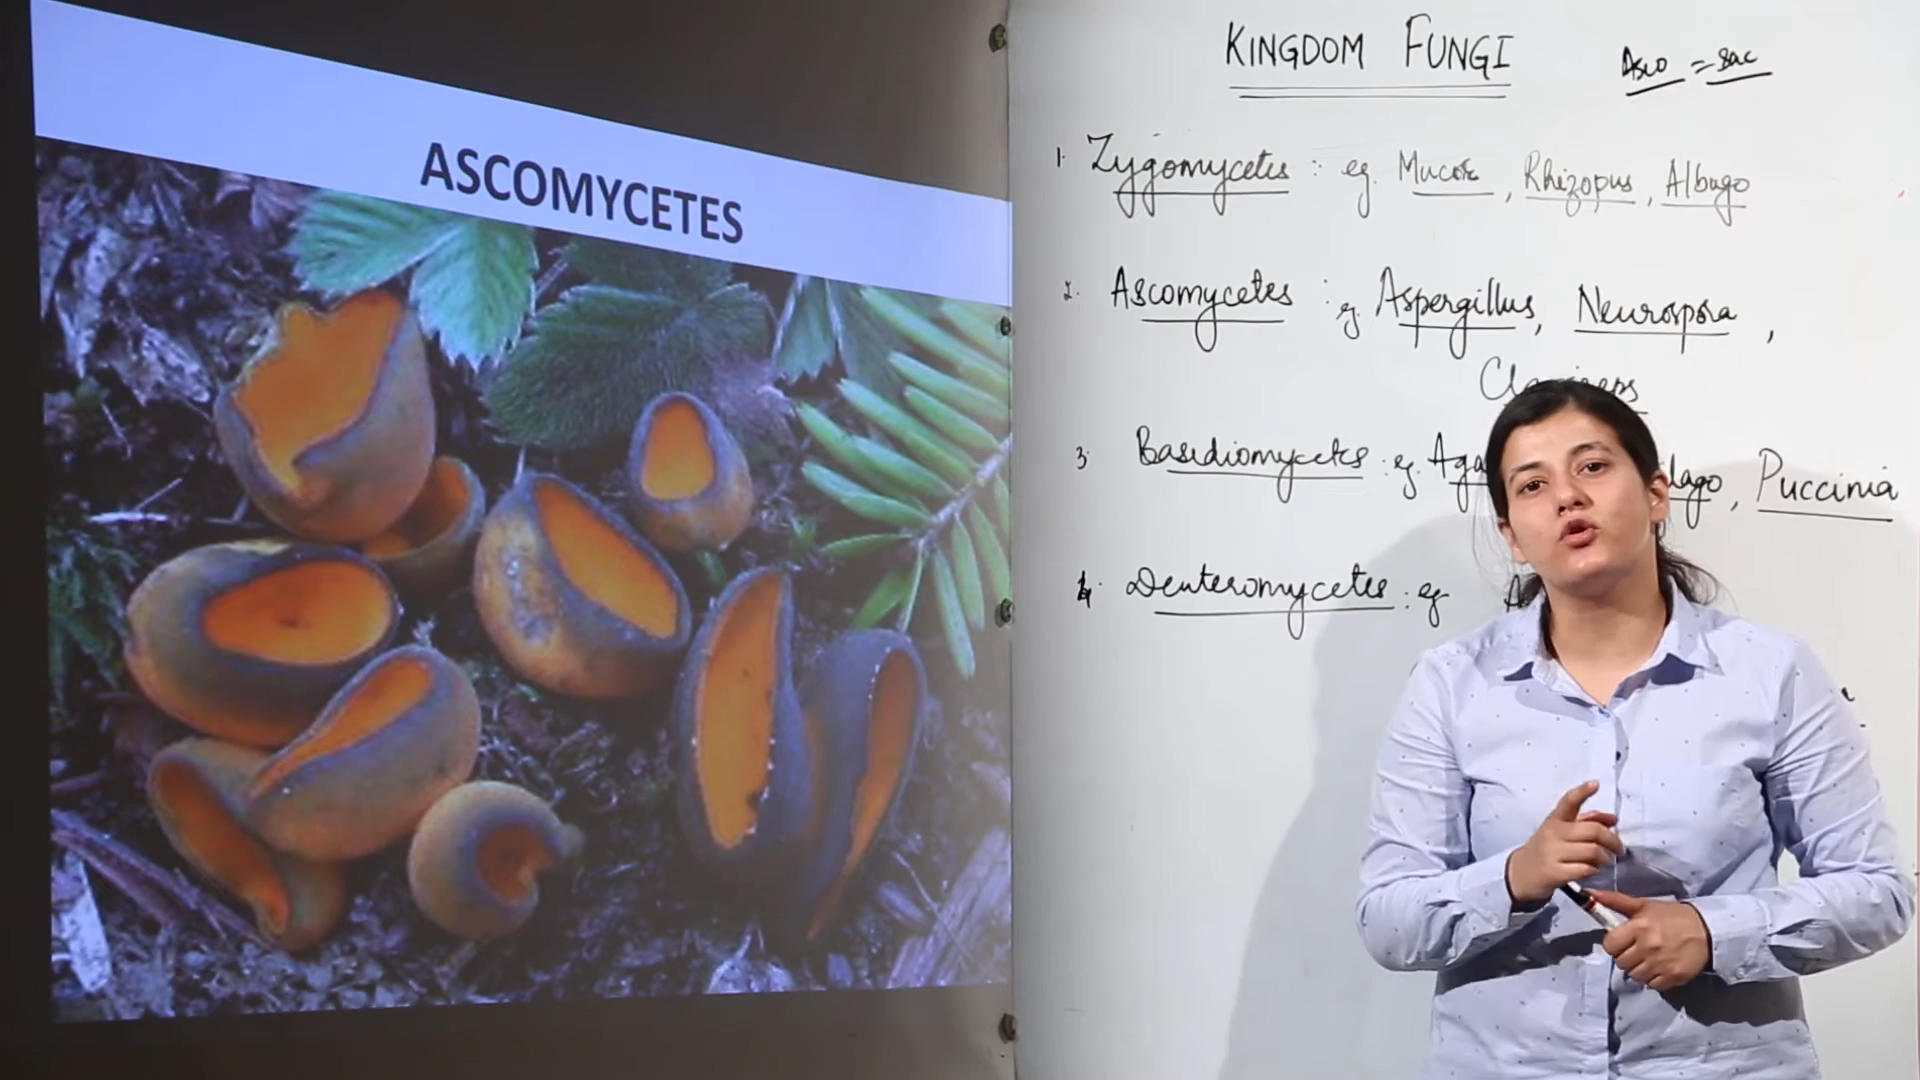 ASCOMYCETES
KINGDOM FUNGI
Asco = sac
1. Zygomycetes : eg. Mucor, Rhizopus, Albugo
2. Ascomycetes : eg. Aspergillus, Neurospora,
3. Basidiomycetes : eg. Puccinia
4. Deuteromycetes : eg